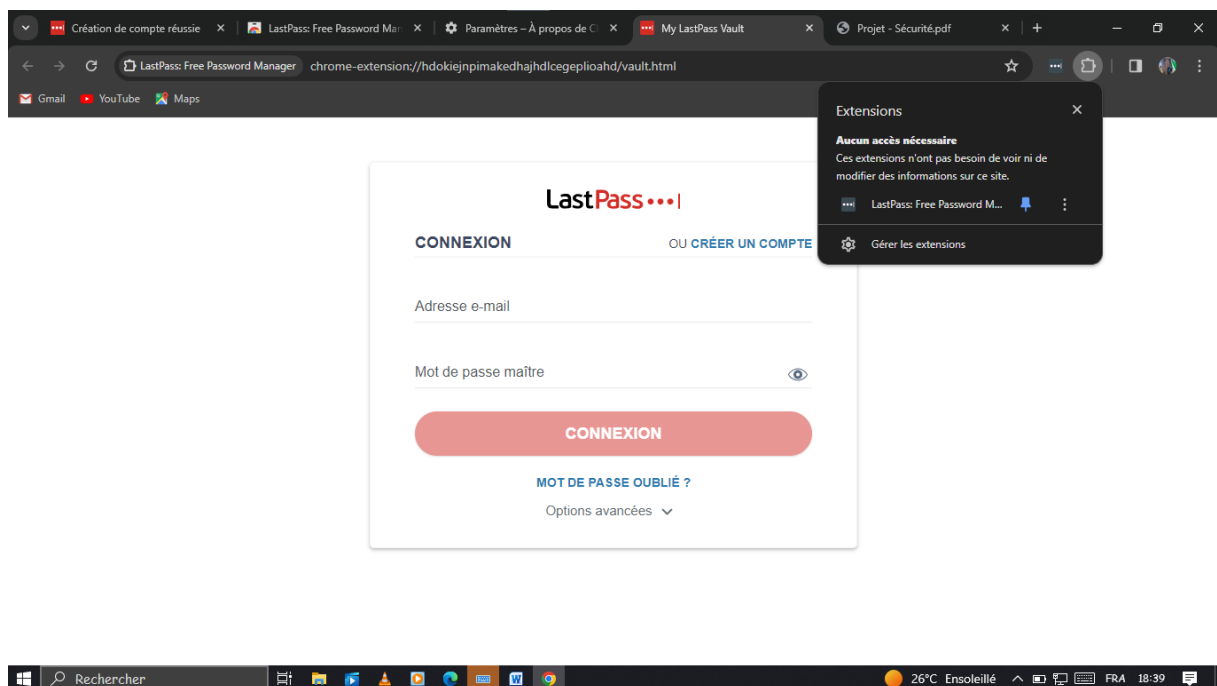 Création de compte réussie
LastPass: Free Password Man
Paramètres – À propos de C
My LastPass Vault
Projet - Sécurité.pdf
LastPass: Free Password Manager
chrome-extension://hdokiejnpimakedhajhdlcegeplioahd/vault.html
Gmail
YouTube
Maps
Extensions
Aucun accès nécessaire
Ces extensions n'ont pas besoin de voir ni de
modifier des informations sur ce site.
LastPass: Free Password M...
Gérer les extensions
LastPass
CONNEXION
OU CRÉER UN COMPTE
Adresse e-mail
Mot de passe maître
CONNEXION
MOT DE PASSE OUBLIÉ ?
Options avancées
Rechercher
26°C Ensoleillé
FRA
18:39